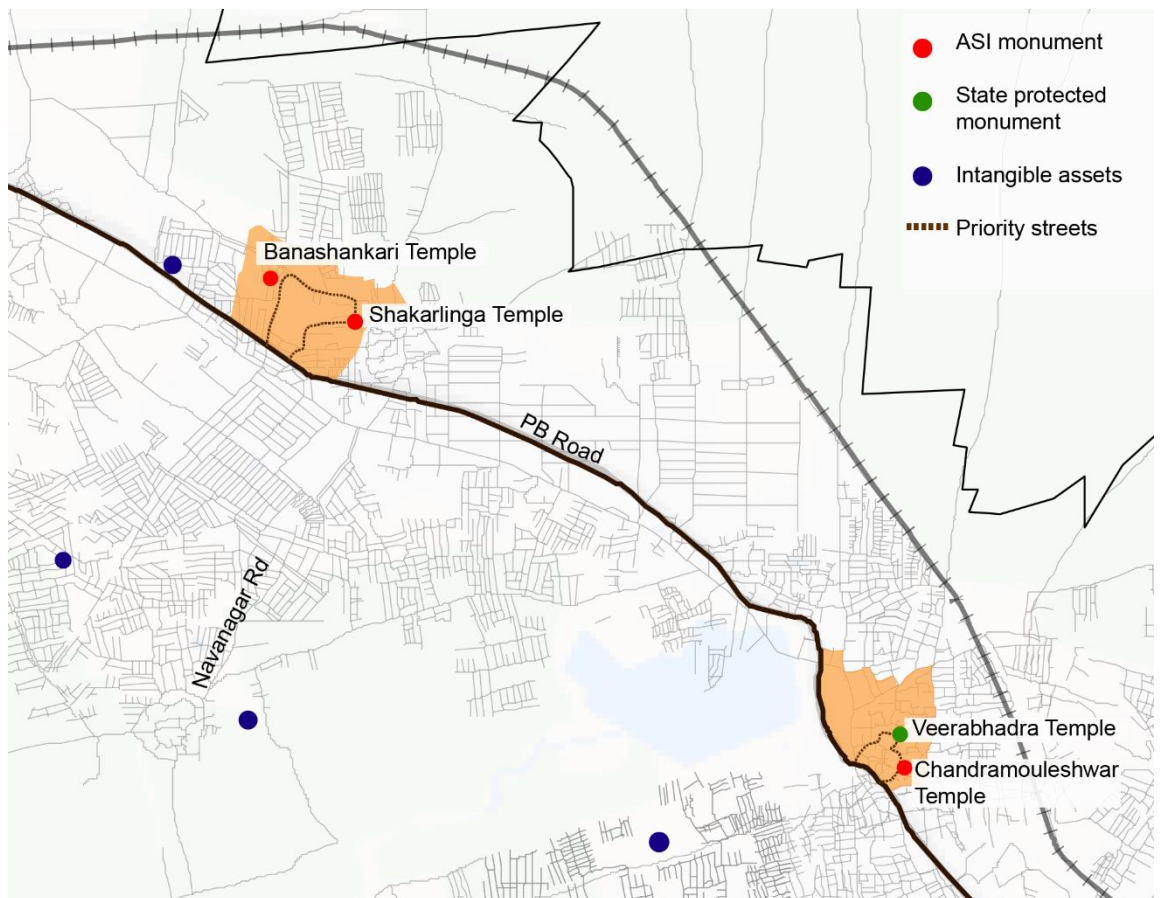 ASI monument
State protected
monument
Intangible assets
Priority streets
Banashankari Temple
Shakarlinga Temple
PB Road
Navanagar Rd
Veerabhadra Temple
Chandramouleshwar
Temple